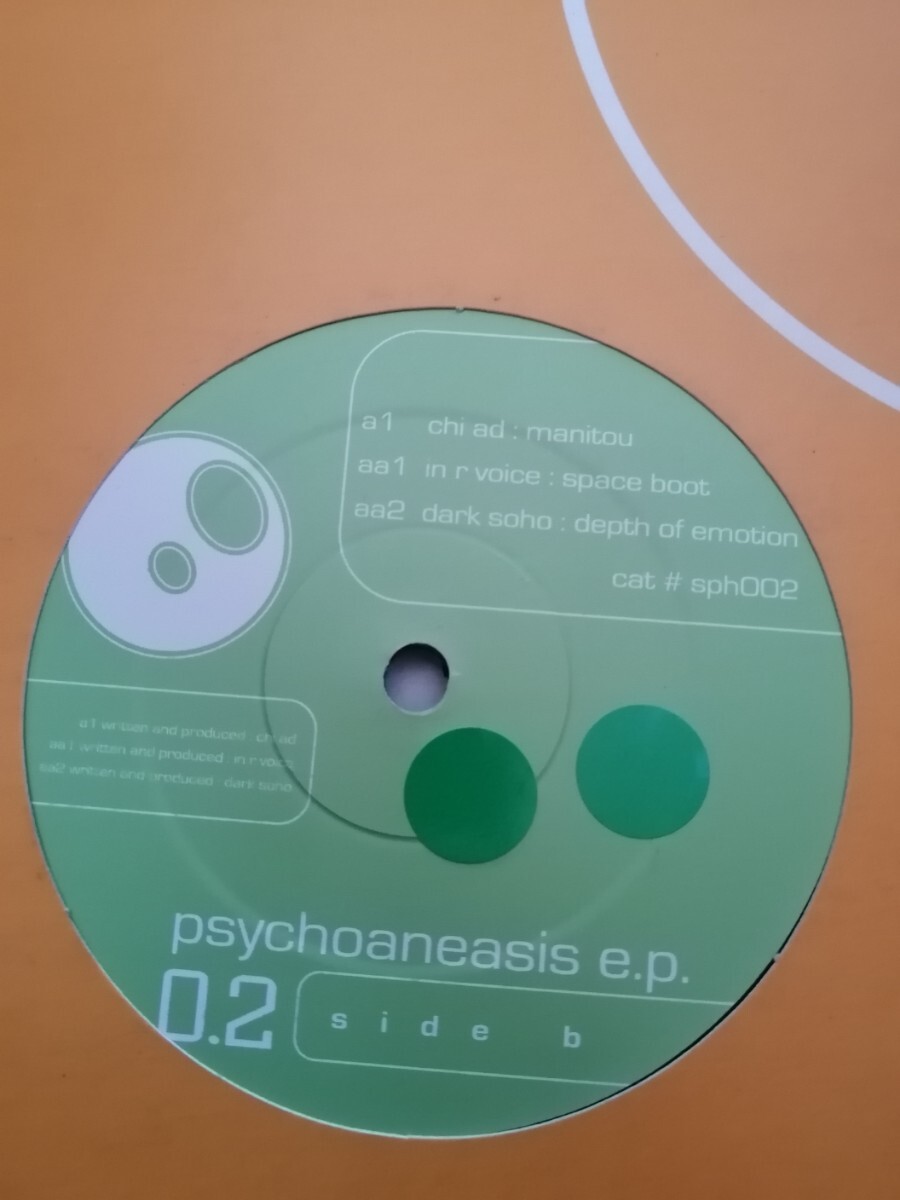 a1 chi ad : manitou
aa1 in r voice : space boot
aa2 dark soho : depth of emotion
cat # sph002
a1 written and produced chi ad
aa1 written and produced in r voice
aa2 written and produced dark soho
psychoaneasis e.p.
0.2
side b